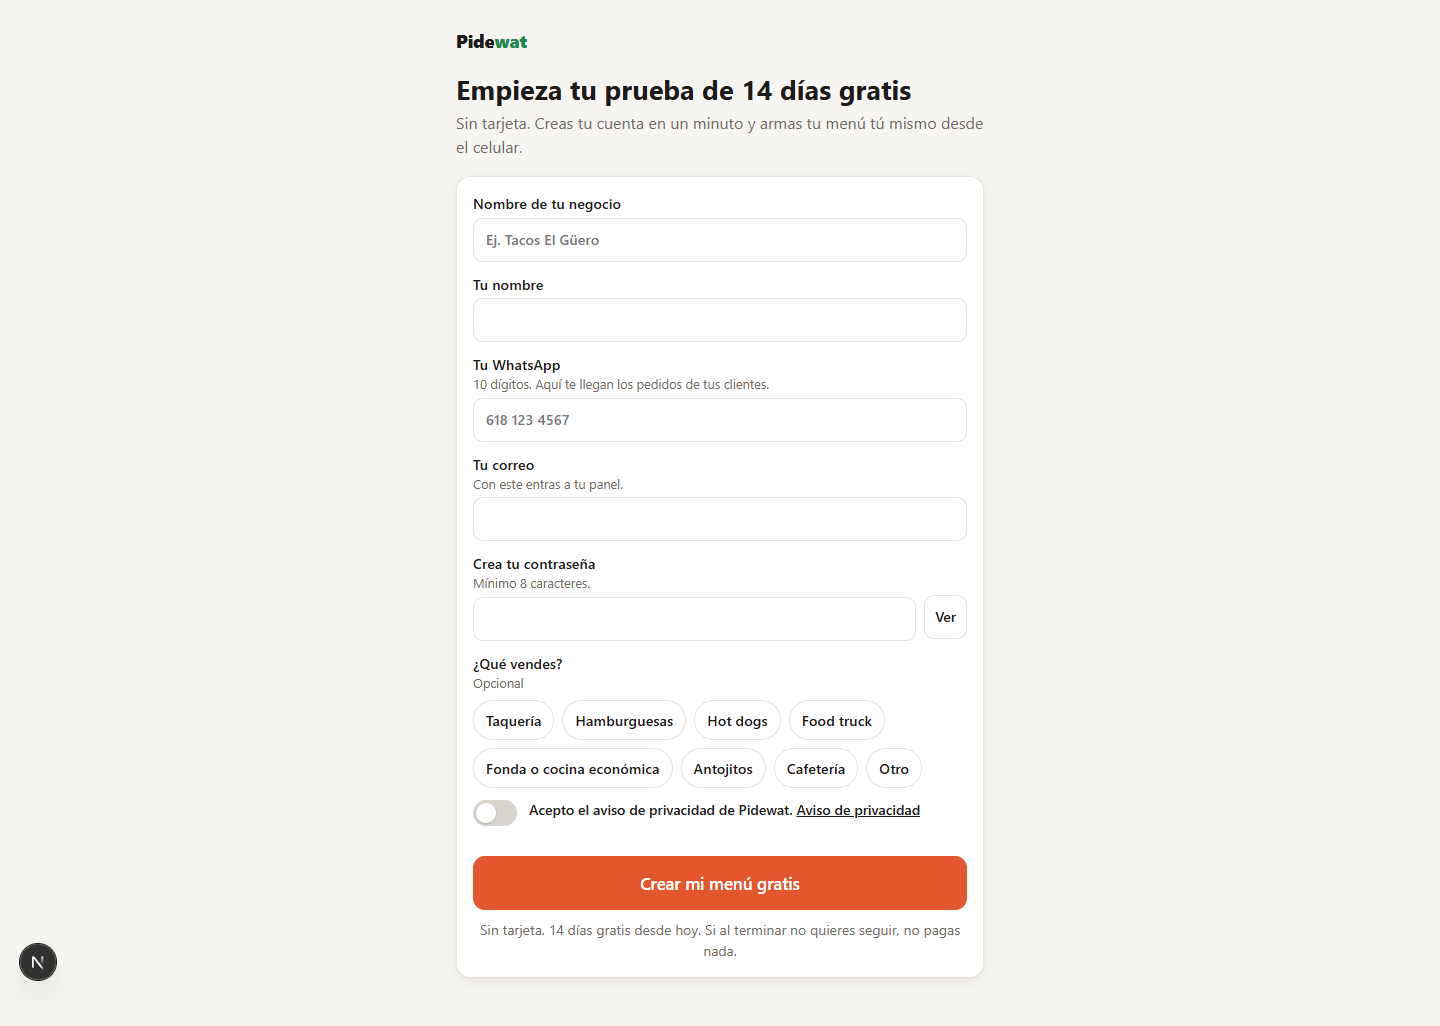 Pidewat
Empieza tu prueba de 14 días gratis
Sin tarjeta. Creas tu cuenta en un minuto y armas tu menú tú mismo desde
el celular.
Nombre de tu negocio
Ej. Tacos El Güero
Tu nombre
Tu WhatsApp
10 dígitos. Aquí te llegan los pedidos de tus clientes.
618 123 4567
Tu correo
Con este entras a tu panel.
Crea tu contraseña
Mínimo 8 caracteres.
Ver
¿Qué vendes?
Opcional
Taquería Hamburguesas Hot dogs Food truck
Fonda o cocina económica Antojitos Cafetería Otro
Acepto el aviso de privacidad de Pidewat. Aviso de privacidad
Crear mi menú gratis
Sin tarjeta. 14 días gratis desde hoy. Si al terminar no quieres seguir, no pagas
nada.
N